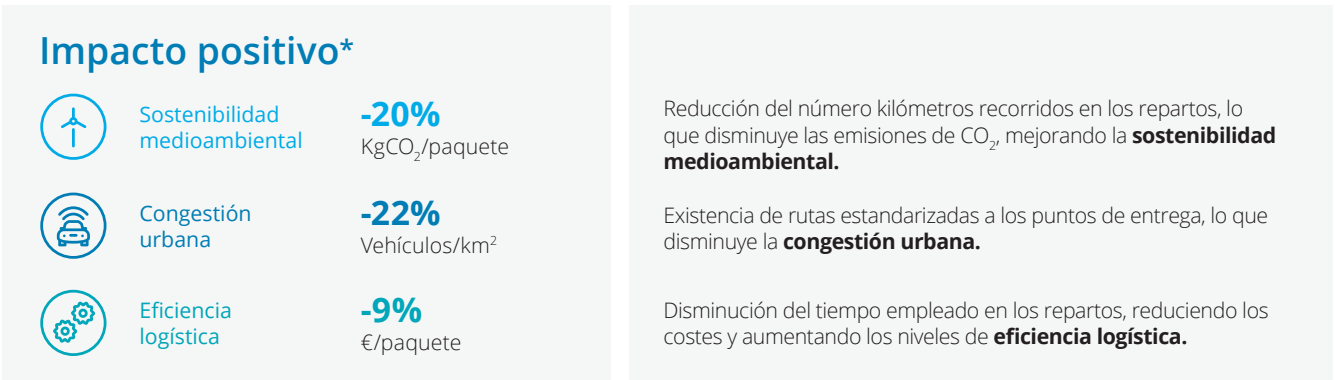 Impacto positivo*
Sostenibilidad
medioambiental
-20%
KgCO₂/paquete
Reducción del número kilómetros recorridos en los repartos, lo
que disminuye las emisiones de CO₂, mejorando la sostenibilidad
medioambiental.
Congestión
urbana
-22%
Vehículos/km²
Existencia de rutas estandarizadas a los puntos de entrega, lo que
disminuye la congestión urbana.
Eficiencia
logística
-9%
€/paquete
Disminución del tiempo empleado en los repartos, reduciendo los
costes y aumentando los niveles de eficiencia logística.